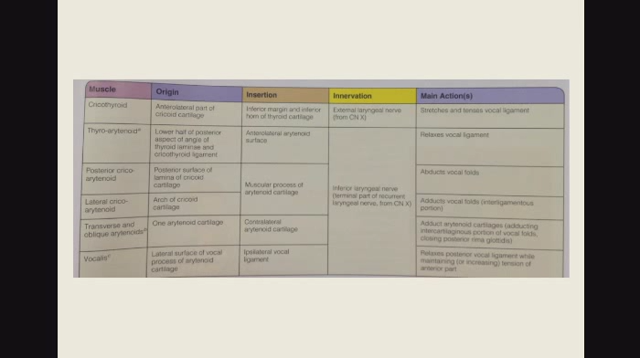 Muscle
Origin
Insertion
Innervation
Main Action(s)
Cricothyroid
Anterolateral part of
cricoid cartilage
Inferior margin and inferior
horn of thyroid cartilage
External laryngeal nerve
(from CN X)
Stretches and tenses vocal ligament
Thyro-arytenoidᵃ
Lower half of posterior
aspect of angle of
thyroid laminae and
cricothyroid ligament
Anterolateral arytenoid
surface
Inferior laryngeal nerve
(terminal part of recurrent
laryngeal nerve, from CN X)
Relaxes vocal ligament
Posterior crico-
arytenoid
Posterior surface of
lamina of cricoid
cartilage
Muscular process of
arytenoid cartilage
Abducts vocal folds
Lateral crico-
arytenoid
Arch of cricoid
cartilage
Adducts vocal folds (interligamentous
portion)
Transverse and
oblique arytenoids
One arytenoid cartilage
Contralateral
arytenoid cartilage
Adduct arytenoid cartilages (adducting
intercartilaginous portion of vocal folds,
closing posterior rima glottidis)
Vocalis
Lateral surface of vocal
process of arytenoid
cartilage
Ipsilateral vocal
ligament
Relaxes posterior vocal ligament while
maintaining (or increasing) tension of
anterior part